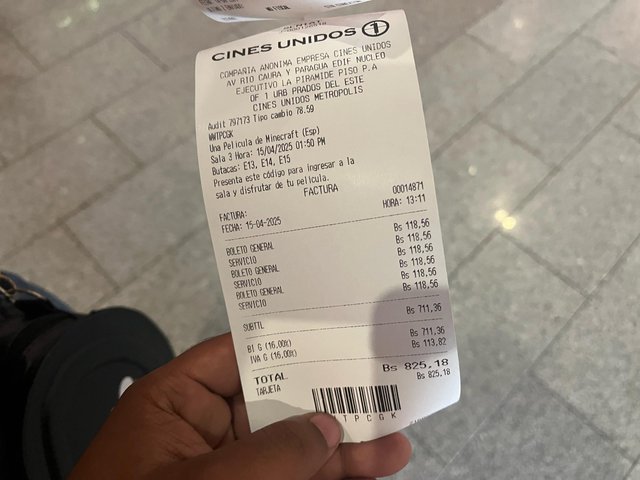 CINES UNIDOS 1
COMPAÑIA ANONIMA EMPRESA CINES UNIDOS
AV RIO CAURA Y PARAGUA EDIF NUCLEO
EJECUTIVO LA PIRAMIDE PISO P.A
OF 1 URB PRADOS DEL ESTE
CINES UNIDOS METROPOLIS
Audit 797173 Tipo cambio 78.59
WWTPCGK
Una Pelicula de Minecraft (Esp)
Sala 3 Hora: 15/04/2025 01:50 PM
Butacas: E13, E14, E15
Presenta este código para ingresar a la
sala y disfrutar de tu película.
FACTURA
FACTURA: 00014871
FECHA: 15-04-2025 HORA: 13:11
BOLETO GENERAL Bs 118,56
SERVICIO Bs 118,56
BOLETO GENERAL Bs 118,56
SERVICIO Bs 118,56
BOLETO GENERAL Bs 118,56
SERVICIO Bs 118,56
SUBTTL Bs 711,36
BI G (16.00%) Bs 711,36
IVA G (16.00%) Bs 113,82
TOTAL Bs 825,18
TARJETA Bs 825,18
T P C G K